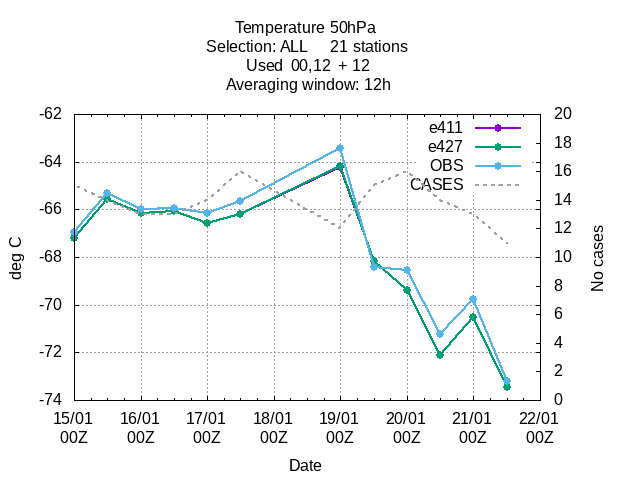 Temperature 50hPa
Selection: ALL 21 stations
Used 00,12 + 12
Averaging window: 12h
-62 20
e411
18
e427
-64 16
OBS
CASES
14
-66
12
deg C
-68 10
No cases
8
-70
6
4
-72
2
-74 0
15/01 16/01 17/01 18/01 19/01 20/01 21/01 22/01
00Z 00Z 00Z 00Z 00Z 00Z 00Z 00Z
Date